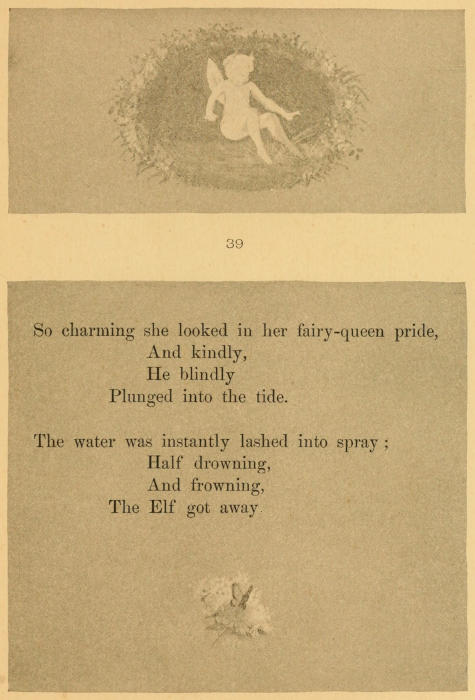 39
So charming she looked in her fairy-queen pride,
And kindly,
He blindly
Plunged into the tide.
The water was instantly lashed into spray ;
Half drowning,
And frowning,
The Elf got away